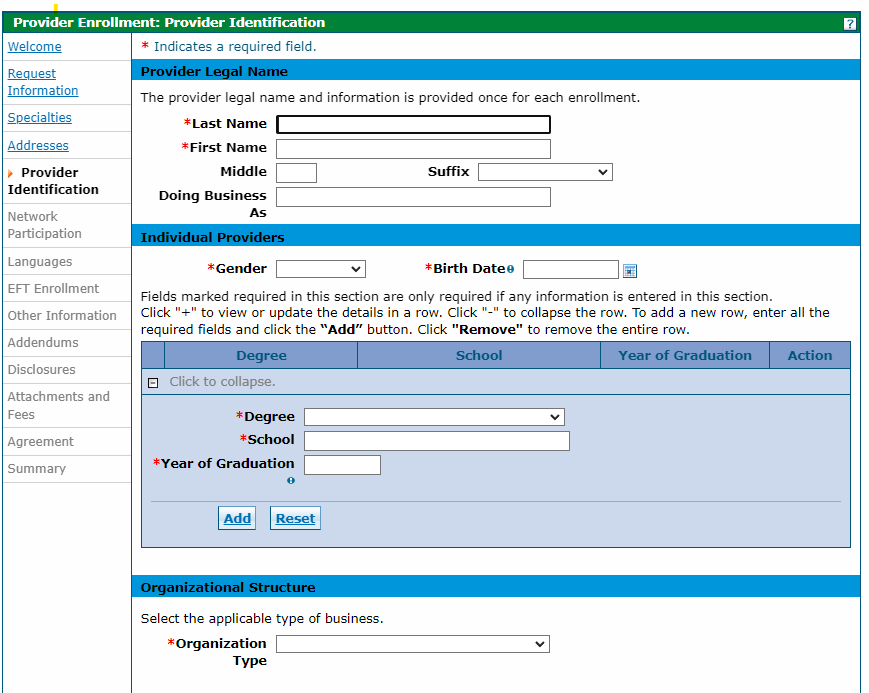 Provider Enrollment: Provider Identification
?
Welcome
Request
Information
Specialties
Addresses
Provider
Identification
Network
Participation
Languages
EFT Enrollment
Other Information
Addendums
Disclosures
Attachments and
Fees
Agreement
Summary
* Indicates a required field.
Provider Legal Name
The provider legal name and information is provided once for each enrollment.
*Last Name
*First Name
Middle Suffix
Doing Business
As
Individual Providers
*Gender *Birth Date
Fields marked required in this section are only required if any information is entered in this section.
Click "+" to view or update the details in a row. Click "-" to collapse the row. To add a new row, enter all the
required fields and click the “Add” button. Click "Remove" to remove the entire row.
Degree School Year of Graduation Action
Click to collapse.
*Degree
*School
*Year of Graduation
Add Reset
Organizational Structure
Select the applicable type of business.
*Organization
Type